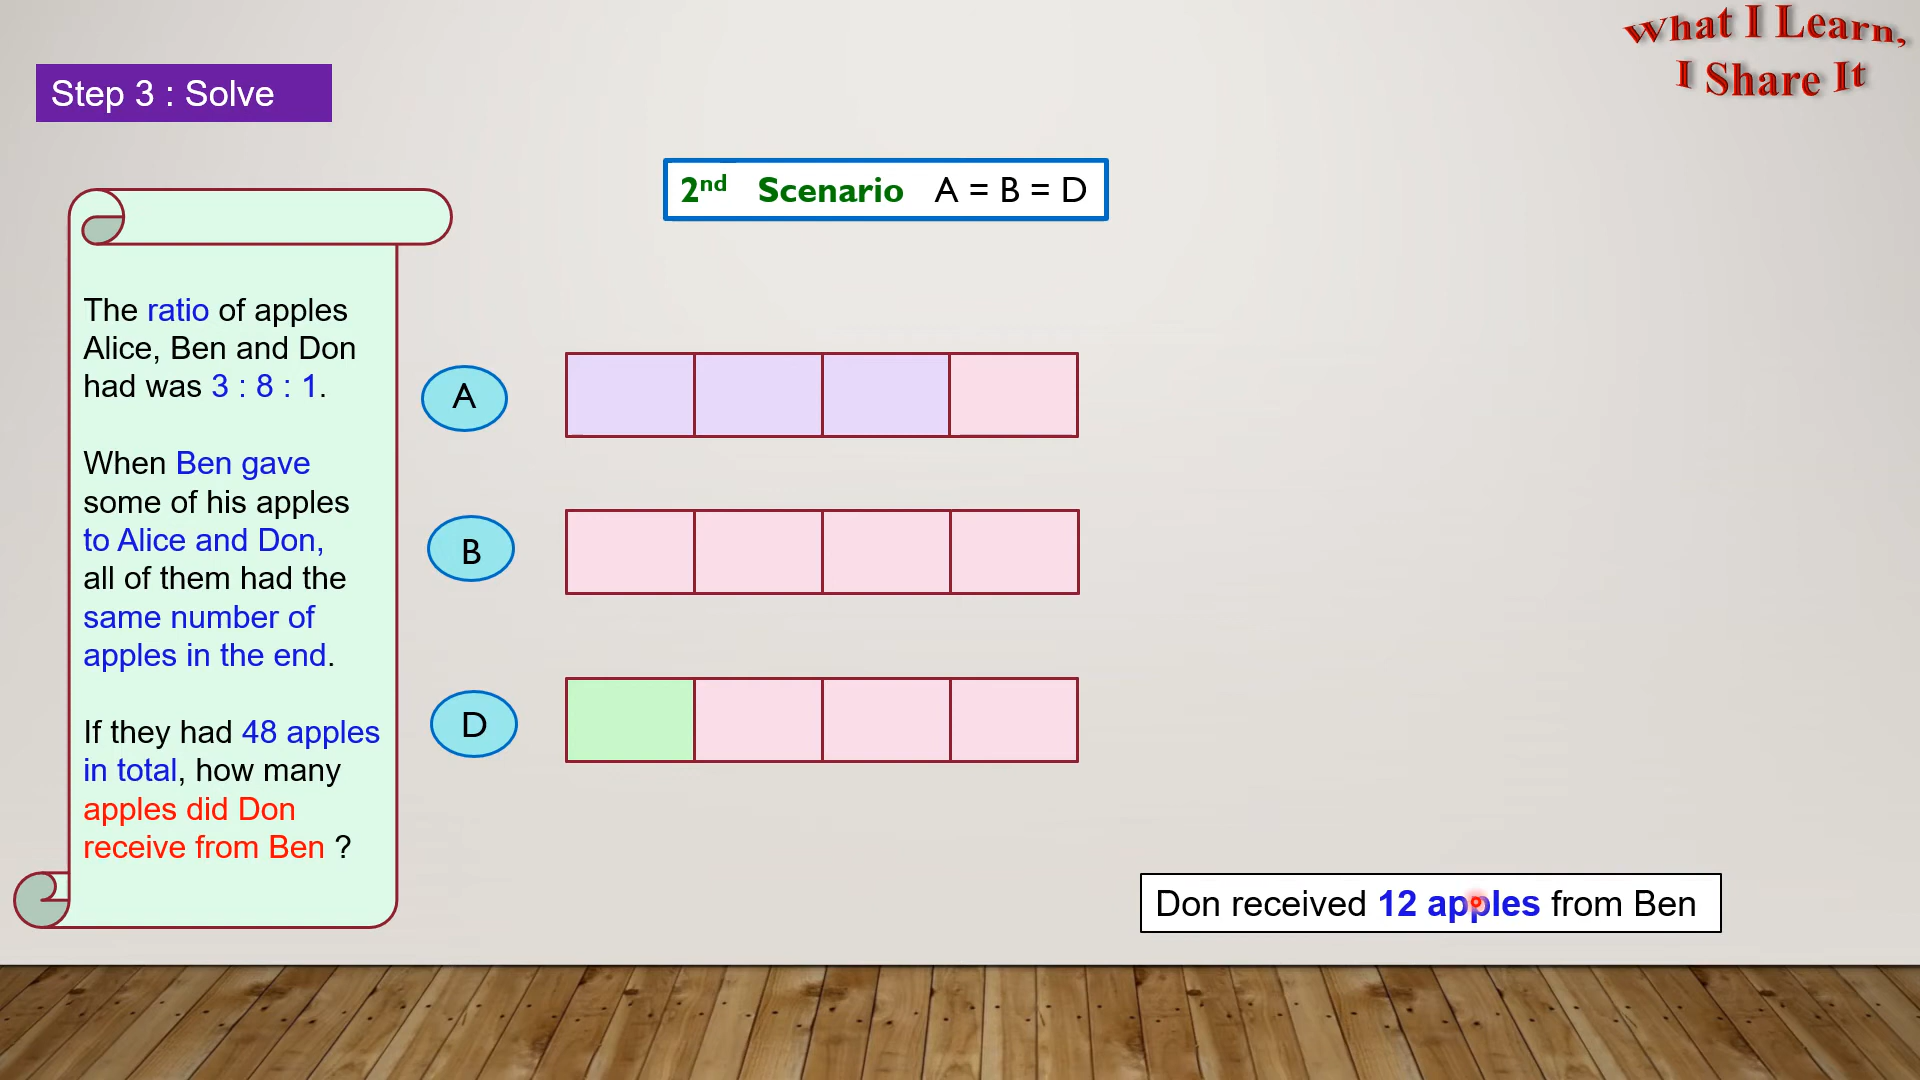 What I Learn,
I Share It
Step 3 : Solve
2nd Scenario A = B = D
The ratio of apples
Alice, Ben and Don
had was 3 : 8 : 1.
When Ben gave
some of his apples
to Alice and Don,
all of them had the
same number of
apples in the end.
If they had 48 apples
in total, how many
apples did Don
receive from Ben ?
A
B
D
Don received 12 apples from Ben